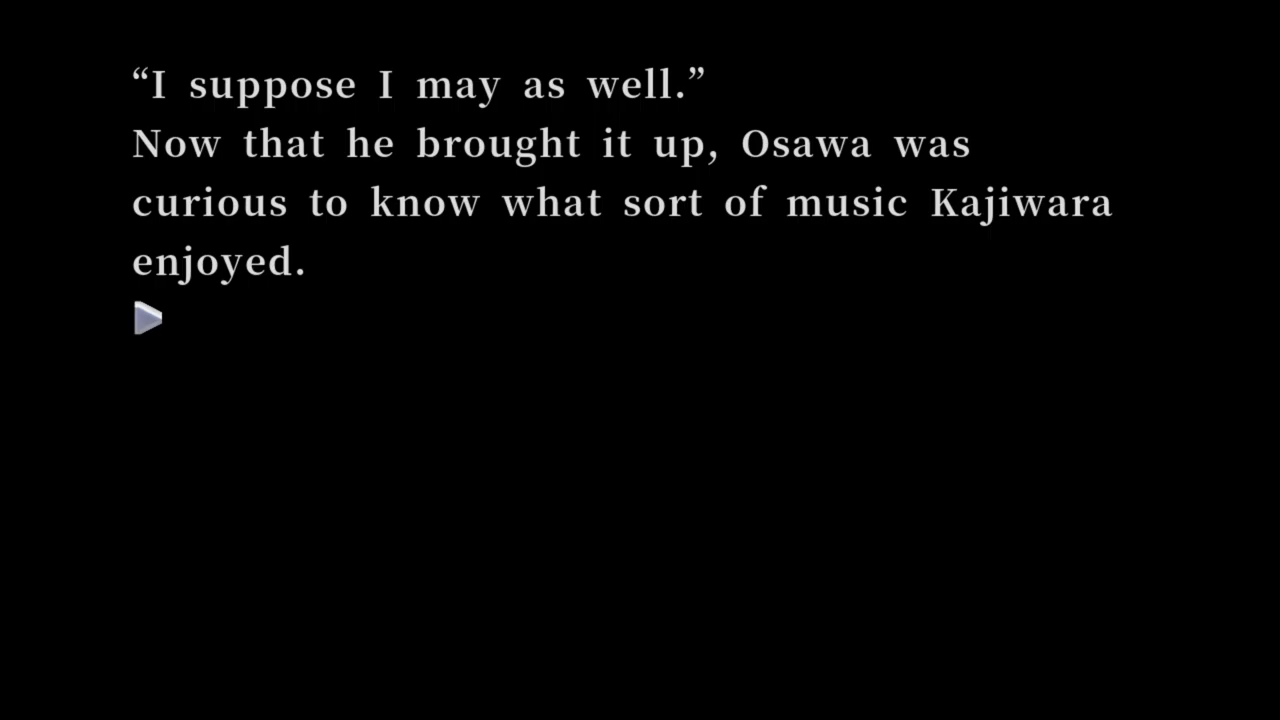 “I suppose I may as well.”
Now that he brought it up, Osawa was
curious to know what sort of music Kajiwara
enjoyed.